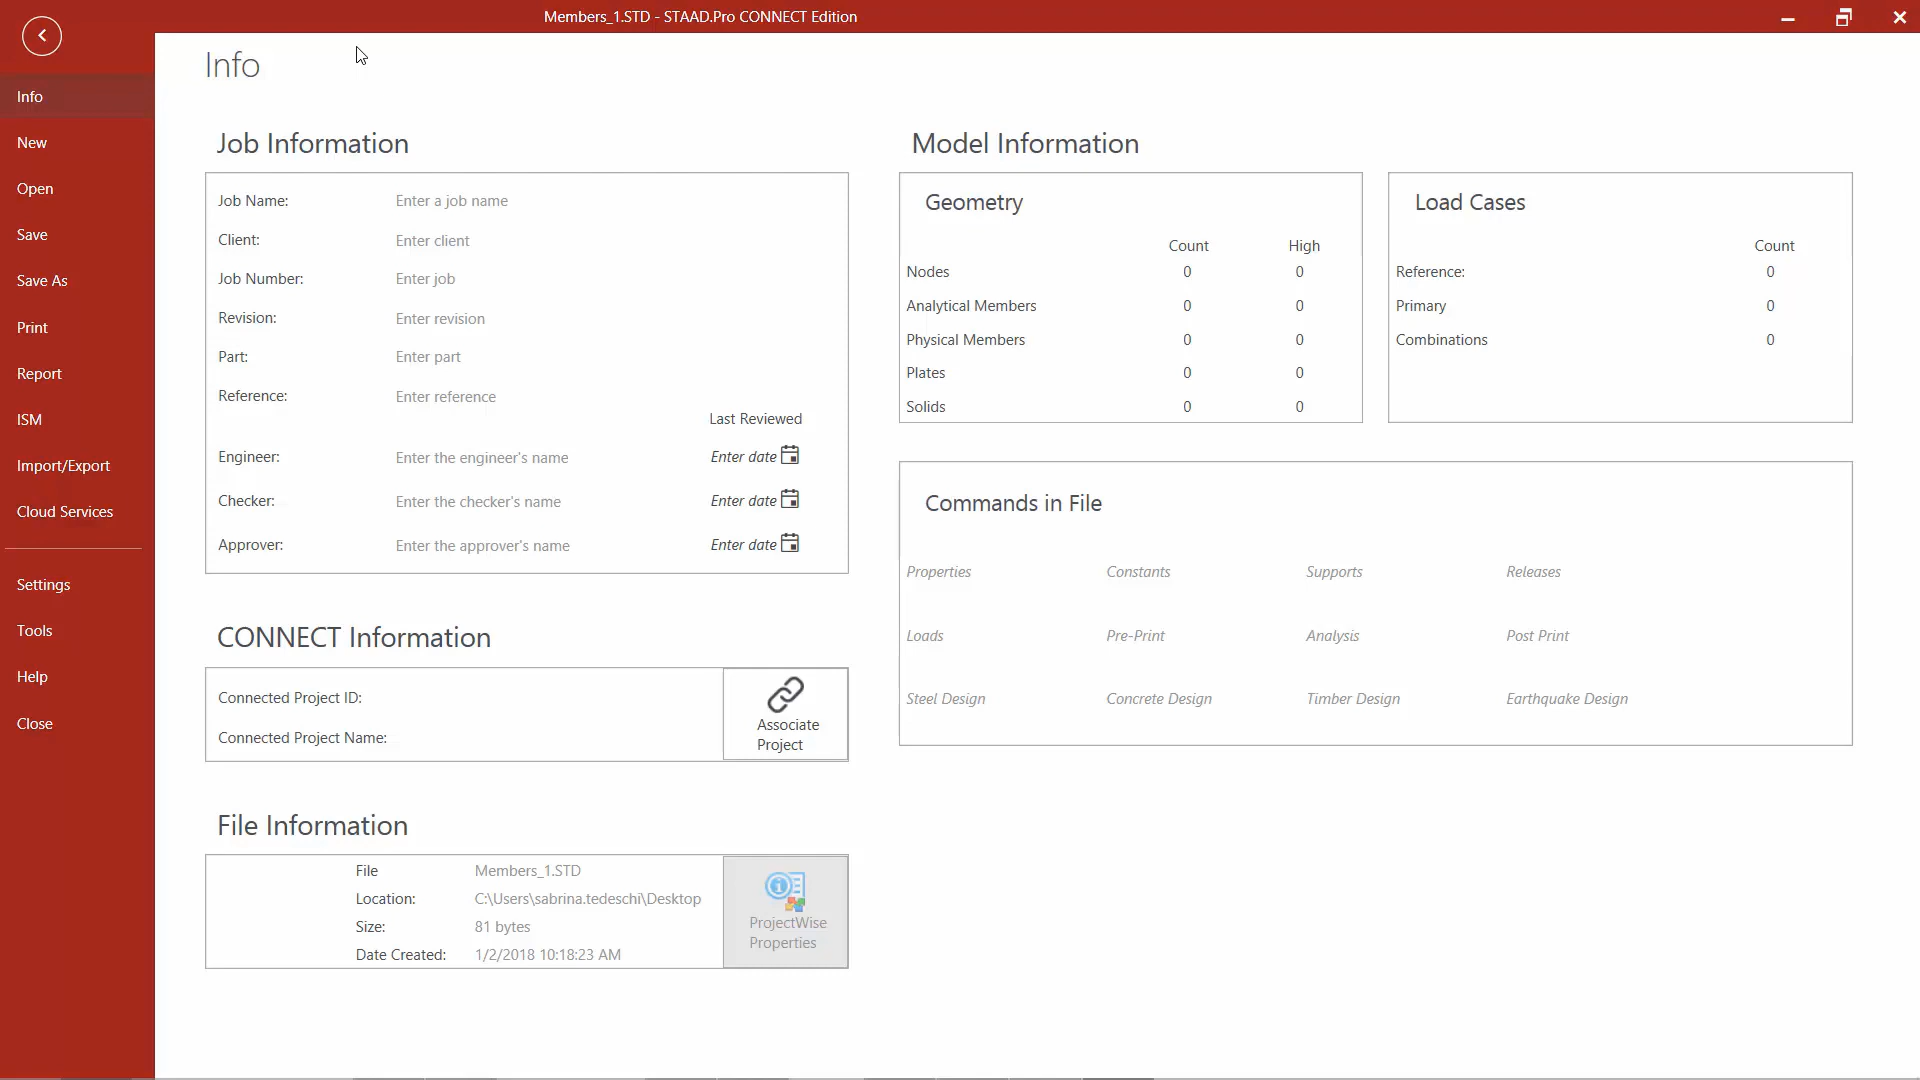 Members_1.STD - STAAD.Pro CONNECT Edition
Info
New
Open
Save
Save As
Print
Report
ISM
Import/Export
Cloud Services
Settings
Tools
Help
Close
Info
Job Information
Job Name: Enter a job name
Client: Enter client
Job Number: Enter job
Revision: Enter revision
Part: Enter part
Reference: Enter reference
Last Reviewed
Engineer: Enter the engineer's name Enter date
Checker: Enter the checker's name Enter date
Approver: Enter the approver's name Enter date
CONNECT Information
Connected Project ID:
Connected Project Name:
Associate
Project
File Information
File Members_1.STD
Location: C:\Users\sabrina.tedeschi\Desktop
Size: 81 bytes
Date Created: 1/2/2018 10:18:23 AM
ProjectWise
Properties
Model Information
Geometry
Count High
Nodes 0 0
Analytical Members 0 0
Physical Members 0 0
Plates 0 0
Solids 0 0
Load Cases
Count
Reference: 0
Primary 0
Combinations 0
Commands in File
Properties Constants Supports Releases
Loads Pre-Print Analysis Post Print
Steel Design Concrete Design Timber Design Earthquake Design